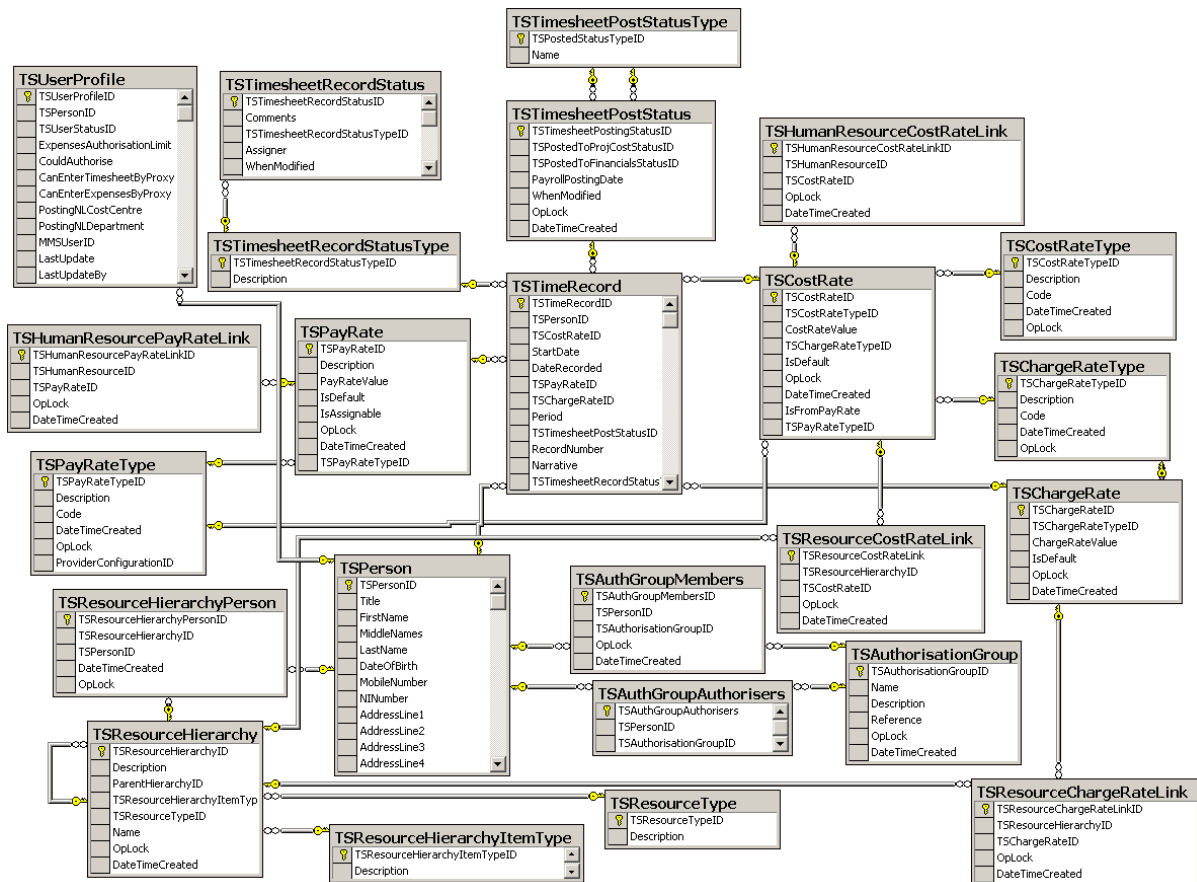 TSTimesheetPostStatusType
TSPostedStatusTypeID
Name
TSUserProfile
TSUserProfileID
TSPersonID
TSUserStatusID
ExpensesAuthorisationLimit
CouldAuthorise
CanEnterTimesheetByProxy
CanEnterExpensesByProxy
PostingNLCostCentre
PostingNLDepartment
MMSUserID
LastUpdate
LastUpdateBy
TSTimesheetRecordStatus
TSTimesheetRecordStatusID
Comments
TSTimesheetRecordStatusTypeID
Assigner
WhenModified
TSTimesheetPostStatus
TSTimesheetPostingStatusID
TSPostedToProjCostStatusID
TSPostedToFinancialsStatusID
PayrollPostingDate
WhenModified
OpLock
DateTimeCreated
TSHumanResourceCostRateLink
TSHumanResourceCostRateLinkID
TSHumanResourceID
TSCostRateID
OpLock
DateTimeCreated
TSTimesheetRecordStatusType
TSTimesheetRecordStatusTypeID
Description
TSTimeRecord
TSTimeRecordID
TSPersonID
TSCostRateID
StartDate
DateRecorded
TSPayRateID
TSChargeRateID
Period
TSTimesheetPostStatusID
RecordNumber
Narrative
TSTimesheetRecordStatus
TSCostRate
TSCostRateID
TSCostRateTypeID
CostRateValue
TSChargeRateTypeID
IsDefault
OpLock
DateTimeCreated
IsFromPayRate
TSPayRateTypeID
TSCostRateType
TSCostRateTypeID
Description
Code
DateTimeCreated
OpLock
TSHumanResourcePayRateLink
TSHumanResourcePayRateLinkID
TSHumanResourceID
TSPayRateID
OpLock
DateTimeCreated
TSPayRate
TSPayRateID
Description
PayRateValue
IsDefault
IsAssignable
OpLock
DateTimeCreated
TSPayRateTypeID
TSChargeRateType
TSChargeRateTypeID
Description
Code
DateTimeCreated
OpLock
TSPayRateType
TSPayRateTypeID
Description
Code
DateTimeCreated
OpLock
ProviderConfigurationID
TSChargeRate
TSChargeRateID
TSChargeRateTypeID
ChargeRateValue
IsDefault
OpLock
DateTimeCreated
TSResourceCostRateLink
TSResourceCostRateLink
TSResourceHierarchyID
TSCostRateID
OpLock
DateTimeCreated
TSPerson
TSPersonID
Title
FirstName
MiddleNames
LastName
DateOfBirth
MobileNumber
NINumber
AddressLine1
AddressLine2
AddressLine3
AddressLine4
TSAuthGroupMembers
TSAuthGroupMembersID
TSPersonID
TSAuthorisationGroupID
OpLock
DateTimeCreated
TSResourceHierarchyPerson
TSResourceHierarchyPersonID
TSResourceHierarchyID
TSPersonID
DateTimeCreated
OpLock
TSAuthorisationGroup
TSAuthorisationGroupID
Name
Description
Reference
OpLock
DateTimeCreated
TSAuthGroupAuthorisers
TSAuthGroupAuthorisers
TSPersonID
TSAuthorisationGroupID
TSResourceHierarchy
TSResourceHierarchyID
Description
ParentHierarchyID
TSResourceHierarchyItemTyp
TSResourceTypeID
Name
OpLock
DateTimeCreated
TSResourceType
TSResourceTypeID
Description
TSResourceHierarchyItemType
TSResourceHierarchyItemTypeID
Description
TSResourceChargeRateLink
TSResourceChargeRateLinkID
TSResourceHierarchyID
TSChargeRateID
OpLock
DateTimeCreated